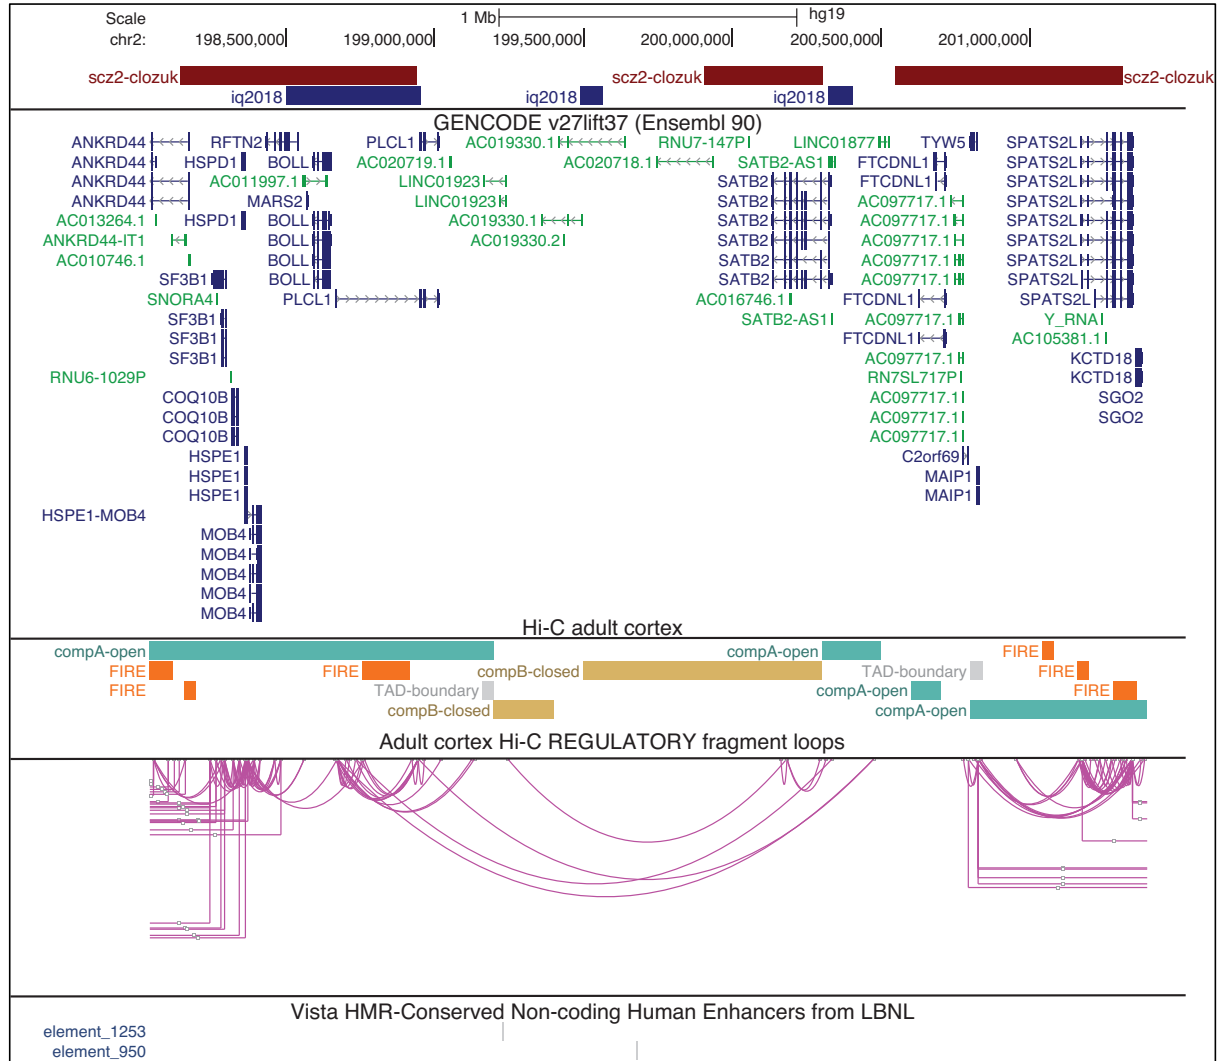 Scale 1 Mb hg19
chr2: 198,500,000 199,000,000 199,500,000 200,000,000 200,500,000 201,000,000
scz2-clozuk scz2-clozuk scz2-clozuk
iq2018 iq2018 iq2018
GENCODE v27lift37 (Ensembl 90)
ANKRD44 RFTN2 PLCL1 AC019330.1 RNU7-147P LINC01877 TYW5 SPATS2L
ANKRD44 HSPD1 BOLL AC020719.1 AC020718.1 SATB2-AS1 FTCDNL1 SPATS2L
ANKRD44 AC011997.1 LINC01923 SATB2 FTCDNL1 SPATS2L
ANKRD44 MARS2 LINC01923 SATB2 AC097717.1 SPATS2L
AC013264.1 HSPD1 BOLL AC019330.1 SATB2 AC097717.1 SPATS2L
ANKRD44-IT1 BOLL AC019330.2 SATB2 AC097717.1 SPATS2L
AC010746.1 BOLL SATB2 AC097717.1 SPATS2L
SF3B1 BOLL SATB2 AC097717.1 SPATS2L
SNORA4 PLCL1 AC016746.1 FTCDNL1 SPATS2L
SF3B1 SATB2-AS1 AC097717.1 Y_RNA
SF3B1 FTCDNL1 AC105381.1
SF3B1 AC097717.1 KCTD18
RNU6-1029P RN7SL717P KCTD18
COQ10B AC097717.1 SGO2
COQ10B AC097717.1 SGO2
COQ10B AC097717.1
HSPE1 C2orf69
HSPE1 MAIP1
HSPE1 MAIP1
HSPE1-MOB4
MOB4
MOB4
MOB4
MOB4
MOB4
Hi-C adult cortex
compA-open compA-open FIRE
FIRE FIRE compB-closed TAD-boundary FIRE
FIRE TAD-boundary compA-open FIRE
compB-closed compA-open
Adult cortex Hi-C REGULATORY fragment loops
Vista HMR-Conserved Non-coding Human Enhancers from LBNL
element_1253
element_950